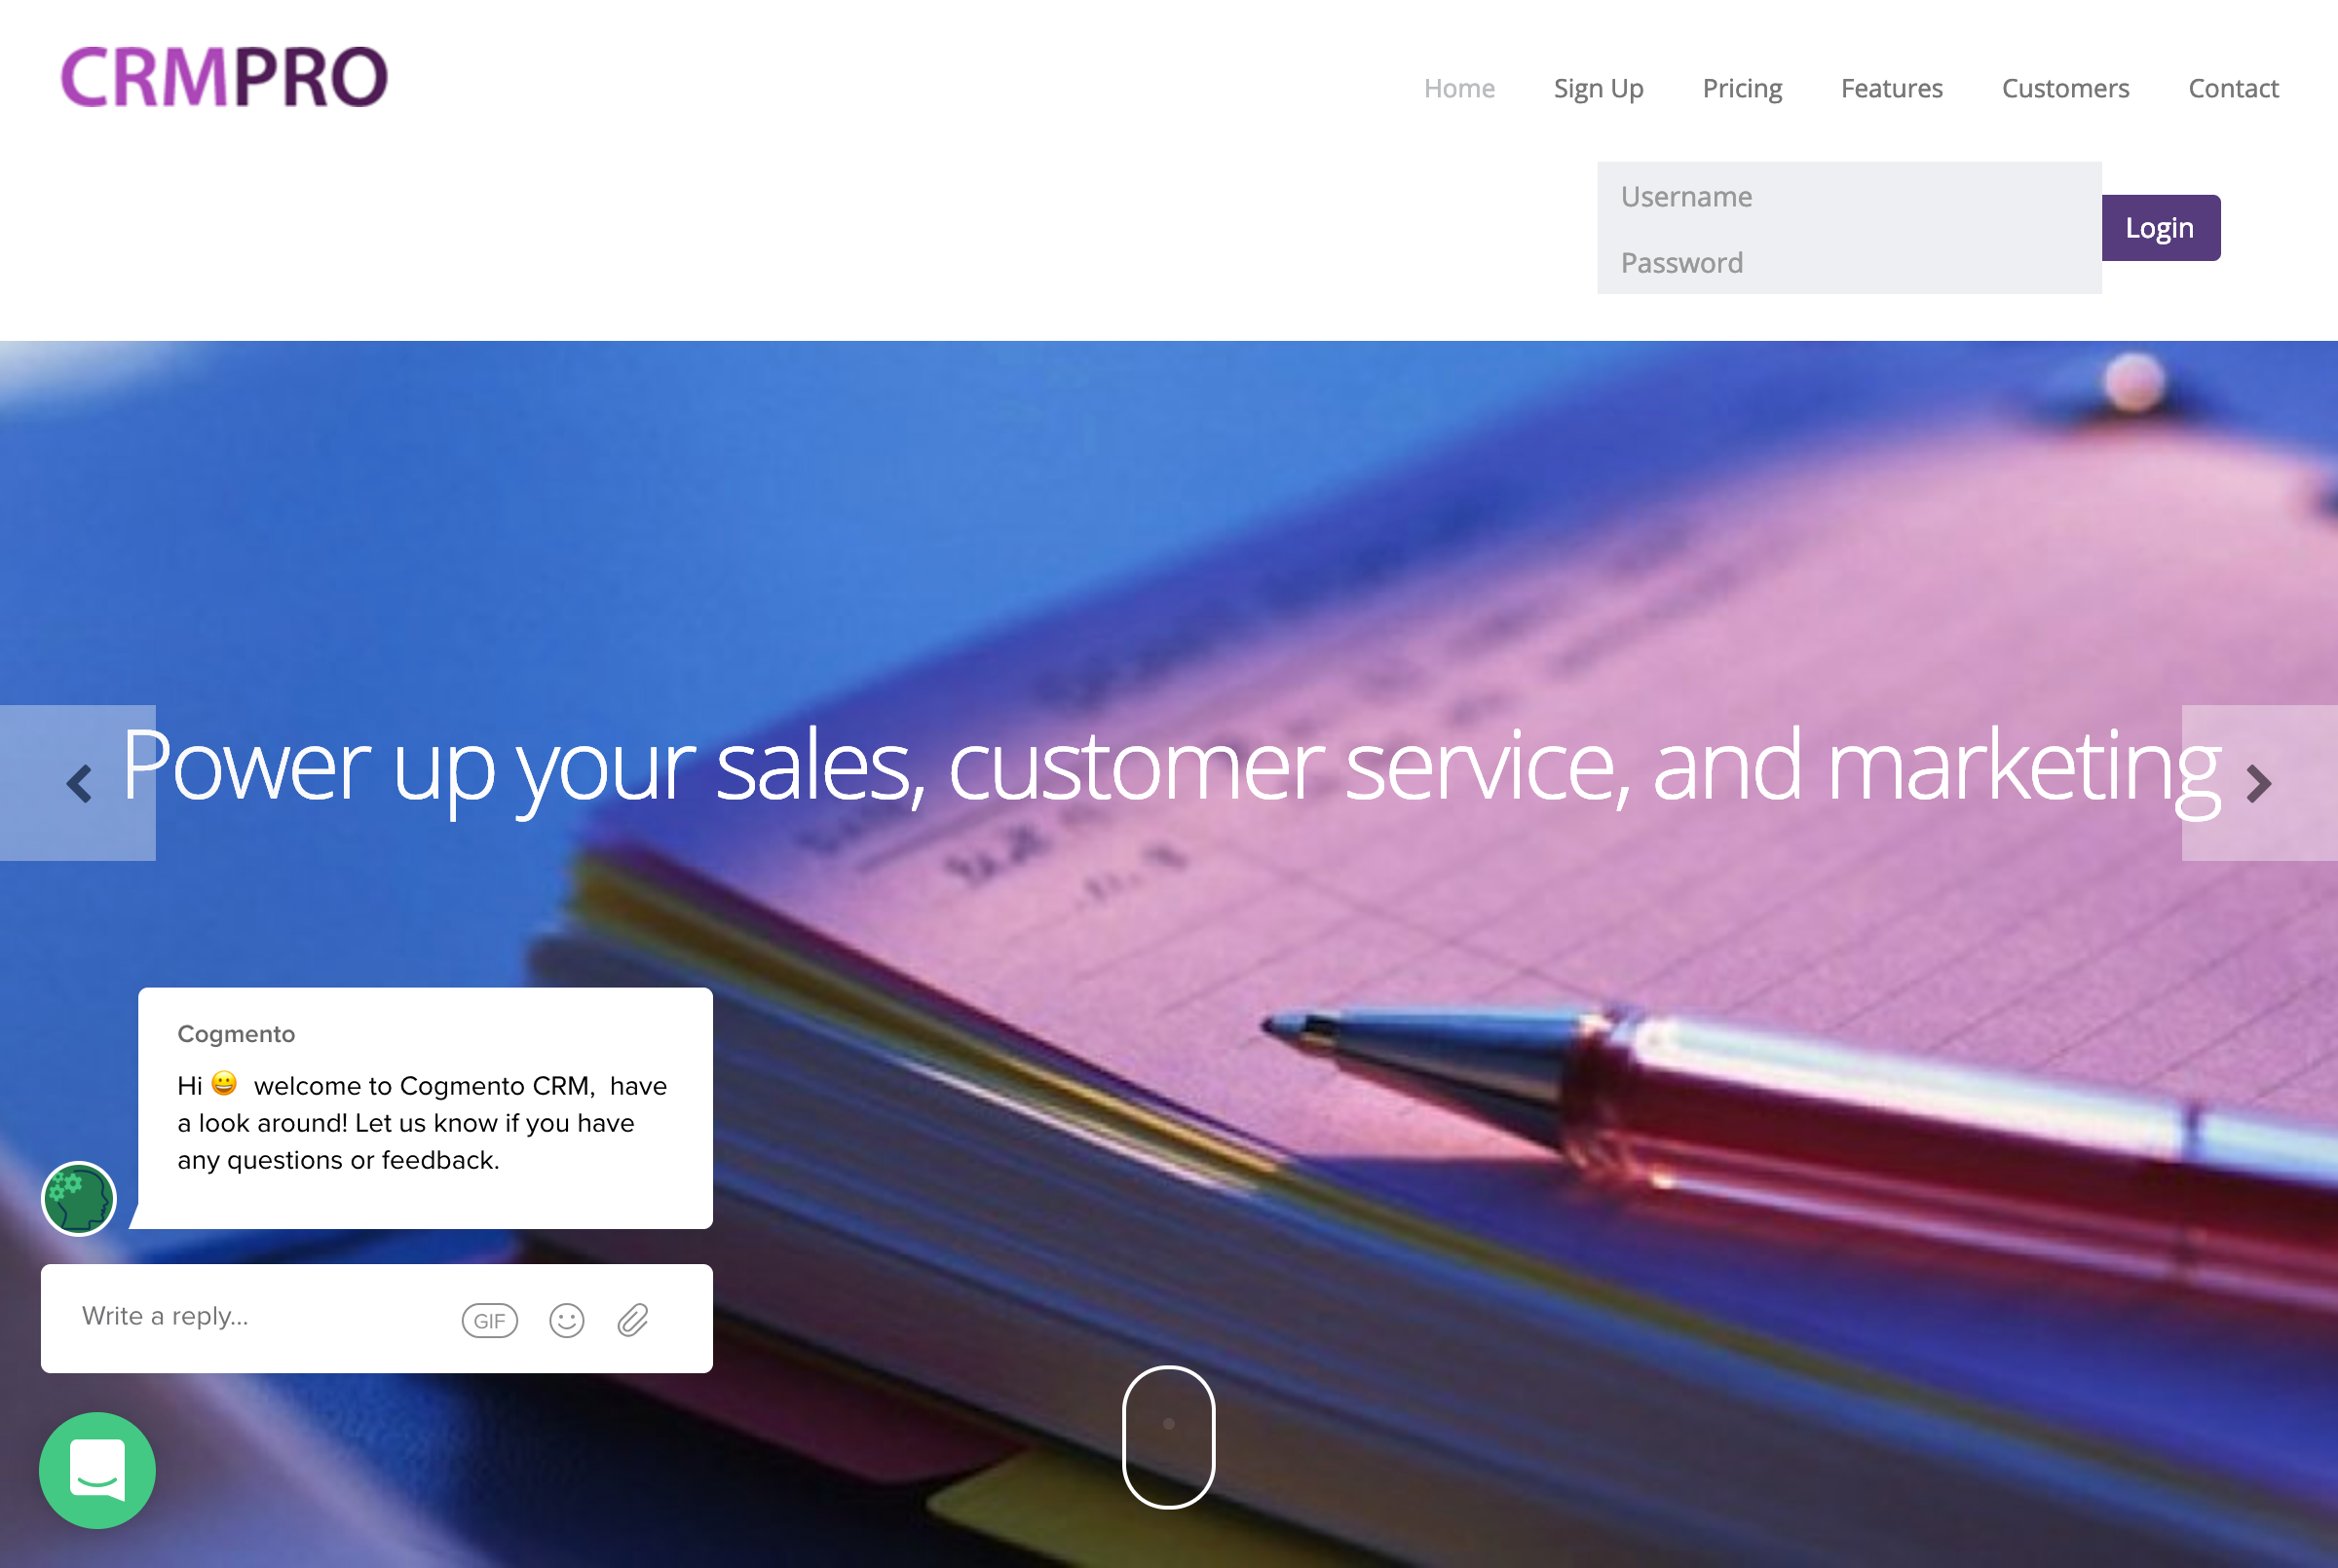 CRMPRO
Home Sign Up Pricing Features Customers Contact
Username
Password
Login
Power up your sales, customer service, and marketing
Cogmento
Hi 😀 welcome to Cogmento CRM, have
a look around! Let us know if you have
any questions or feedback.
Write a reply...
GIF